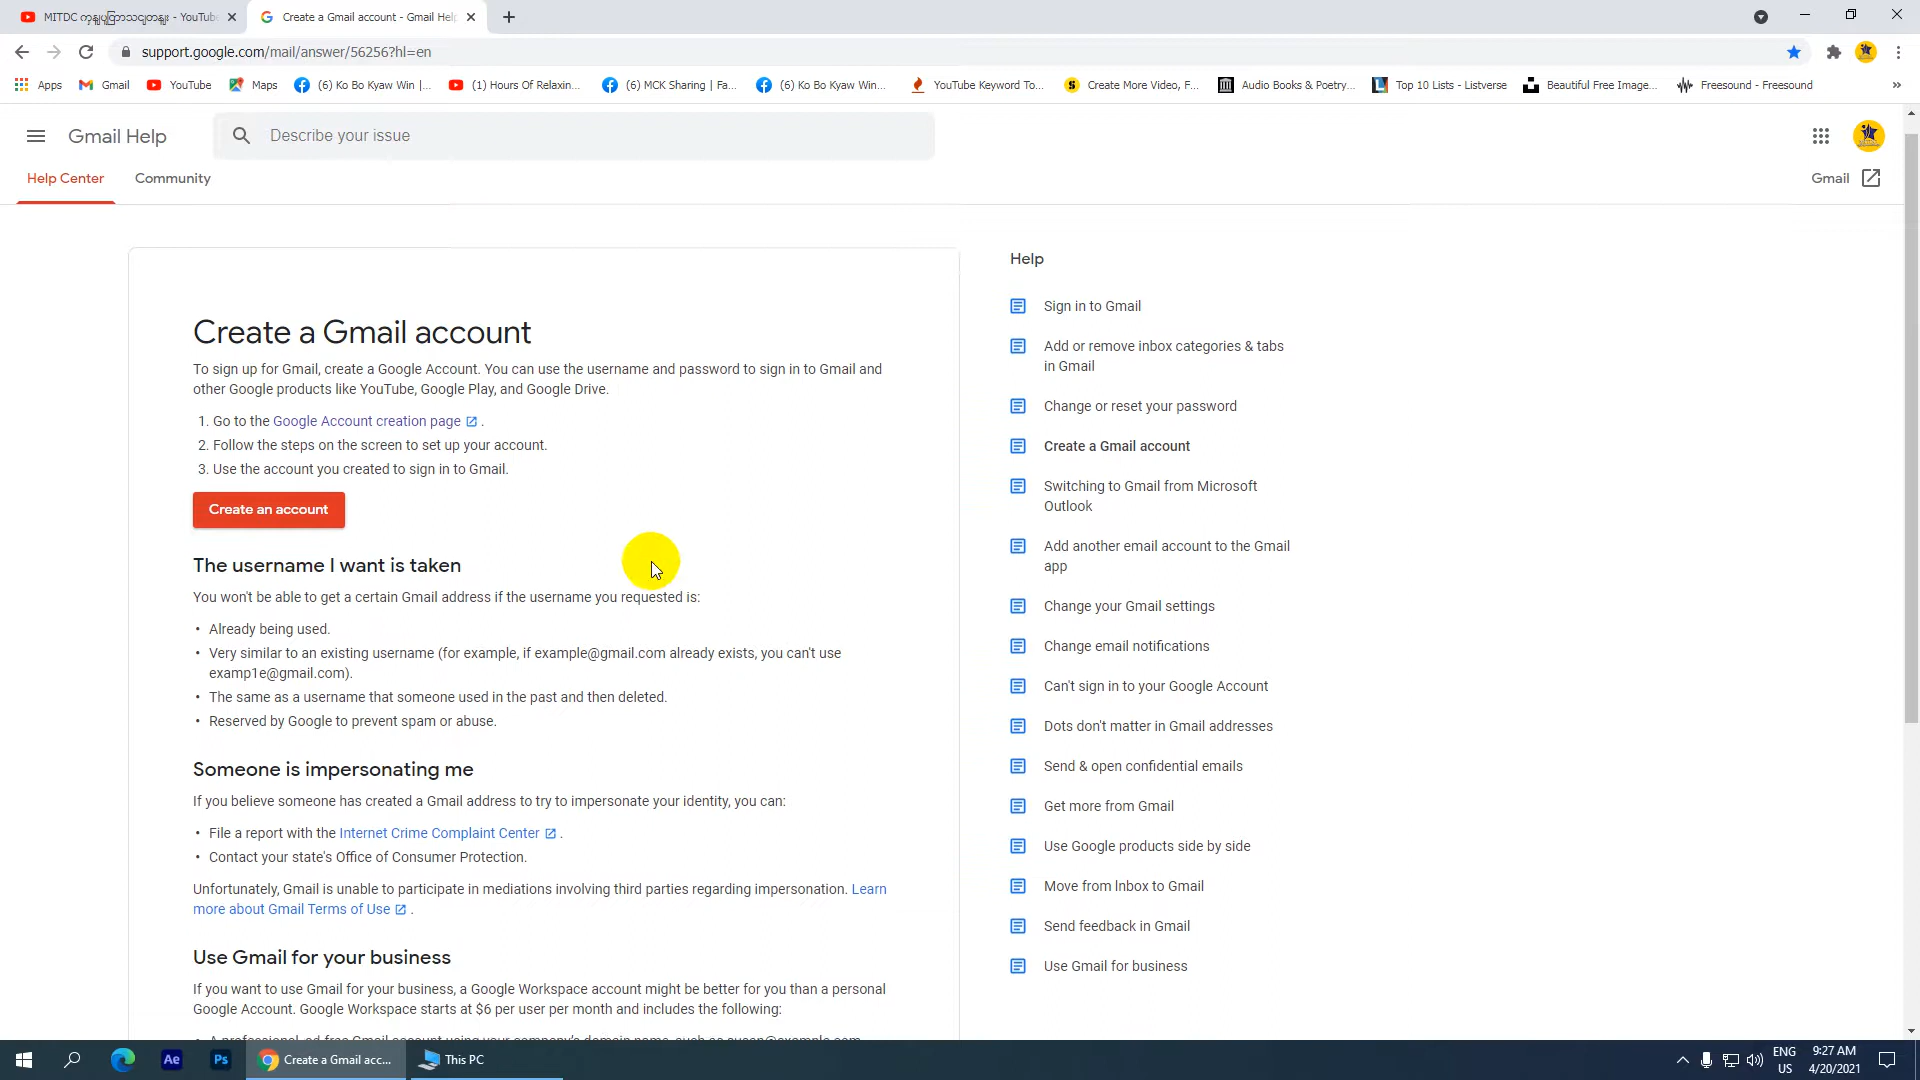 MITDC ကွန်ပျူတာသင်တန်း - YouTube
Create a Gmail account - Gmail Help
support.google.com/mail/answer/56256?hl=en
Apps
Gmail
YouTube
Maps
(6) Ko Bo Kyaw Win |...
(1) Hours Of Relaxin...
(6) MCK Sharing | Fa...
(6) Ko Bo Kyaw Win...
YouTube Keyword To...
Create More Video, F...
Audio Books & Poetry...
Top 10 Lists - Listverse
Beautiful Free Image...
Freesound - Freesound
»
Gmail Help
Describe your issue
Help Center
Community
Gmail
Create a Gmail account
To sign up for Gmail, create a Google Account. You can use the username and password to sign in to Gmail and
other Google products like YouTube, Google Play, and Google Drive.
1. Go to the Google Account creation page .
2. Follow the steps on the screen to set up your account.
3. Use the account you created to sign in to Gmail.
Create an account
The username I want is taken
You won't be able to get a certain Gmail address if the username you requested is:
• Already being used.
• Very similar to an existing username (for example, if example@gmail.com already exists, you can't use
examp1e@gmail.com).
• The same as a username that someone used in the past and then deleted.
• Reserved by Google to prevent spam or abuse.
Someone is impersonating me
If you believe someone has created a Gmail address to try to impersonate your identity, you can:
• File a report with the Internet Crime Complaint Center .
• Contact your state's Office of Consumer Protection.
Unfortunately, Gmail is unable to participate in mediations involving third parties regarding impersonation. Learn
more about Gmail Terms of Use .
Use Gmail for your business
If you want to use Gmail for your business, a Google Workspace account might be better for you than a personal
Google Account. Google Workspace starts at $6 per user per month and includes the following:
Help
Sign in to Gmail
Add or remove inbox categories & tabs
in Gmail
Change or reset your password
Create a Gmail account
Switching to Gmail from Microsoft
Outlook
Add another email account to the Gmail
app
Change your Gmail settings
Change email notifications
Can't sign in to your Google Account
Dots don't matter in Gmail addresses
Send & open confidential emails
Get more from Gmail
Use Google products side by side
Move from Inbox to Gmail
Send feedback in Gmail
Use Gmail for business
Ae
Ps
Create a Gmail acc...
This PC
ENG
US
9:27 AM
4/20/2021